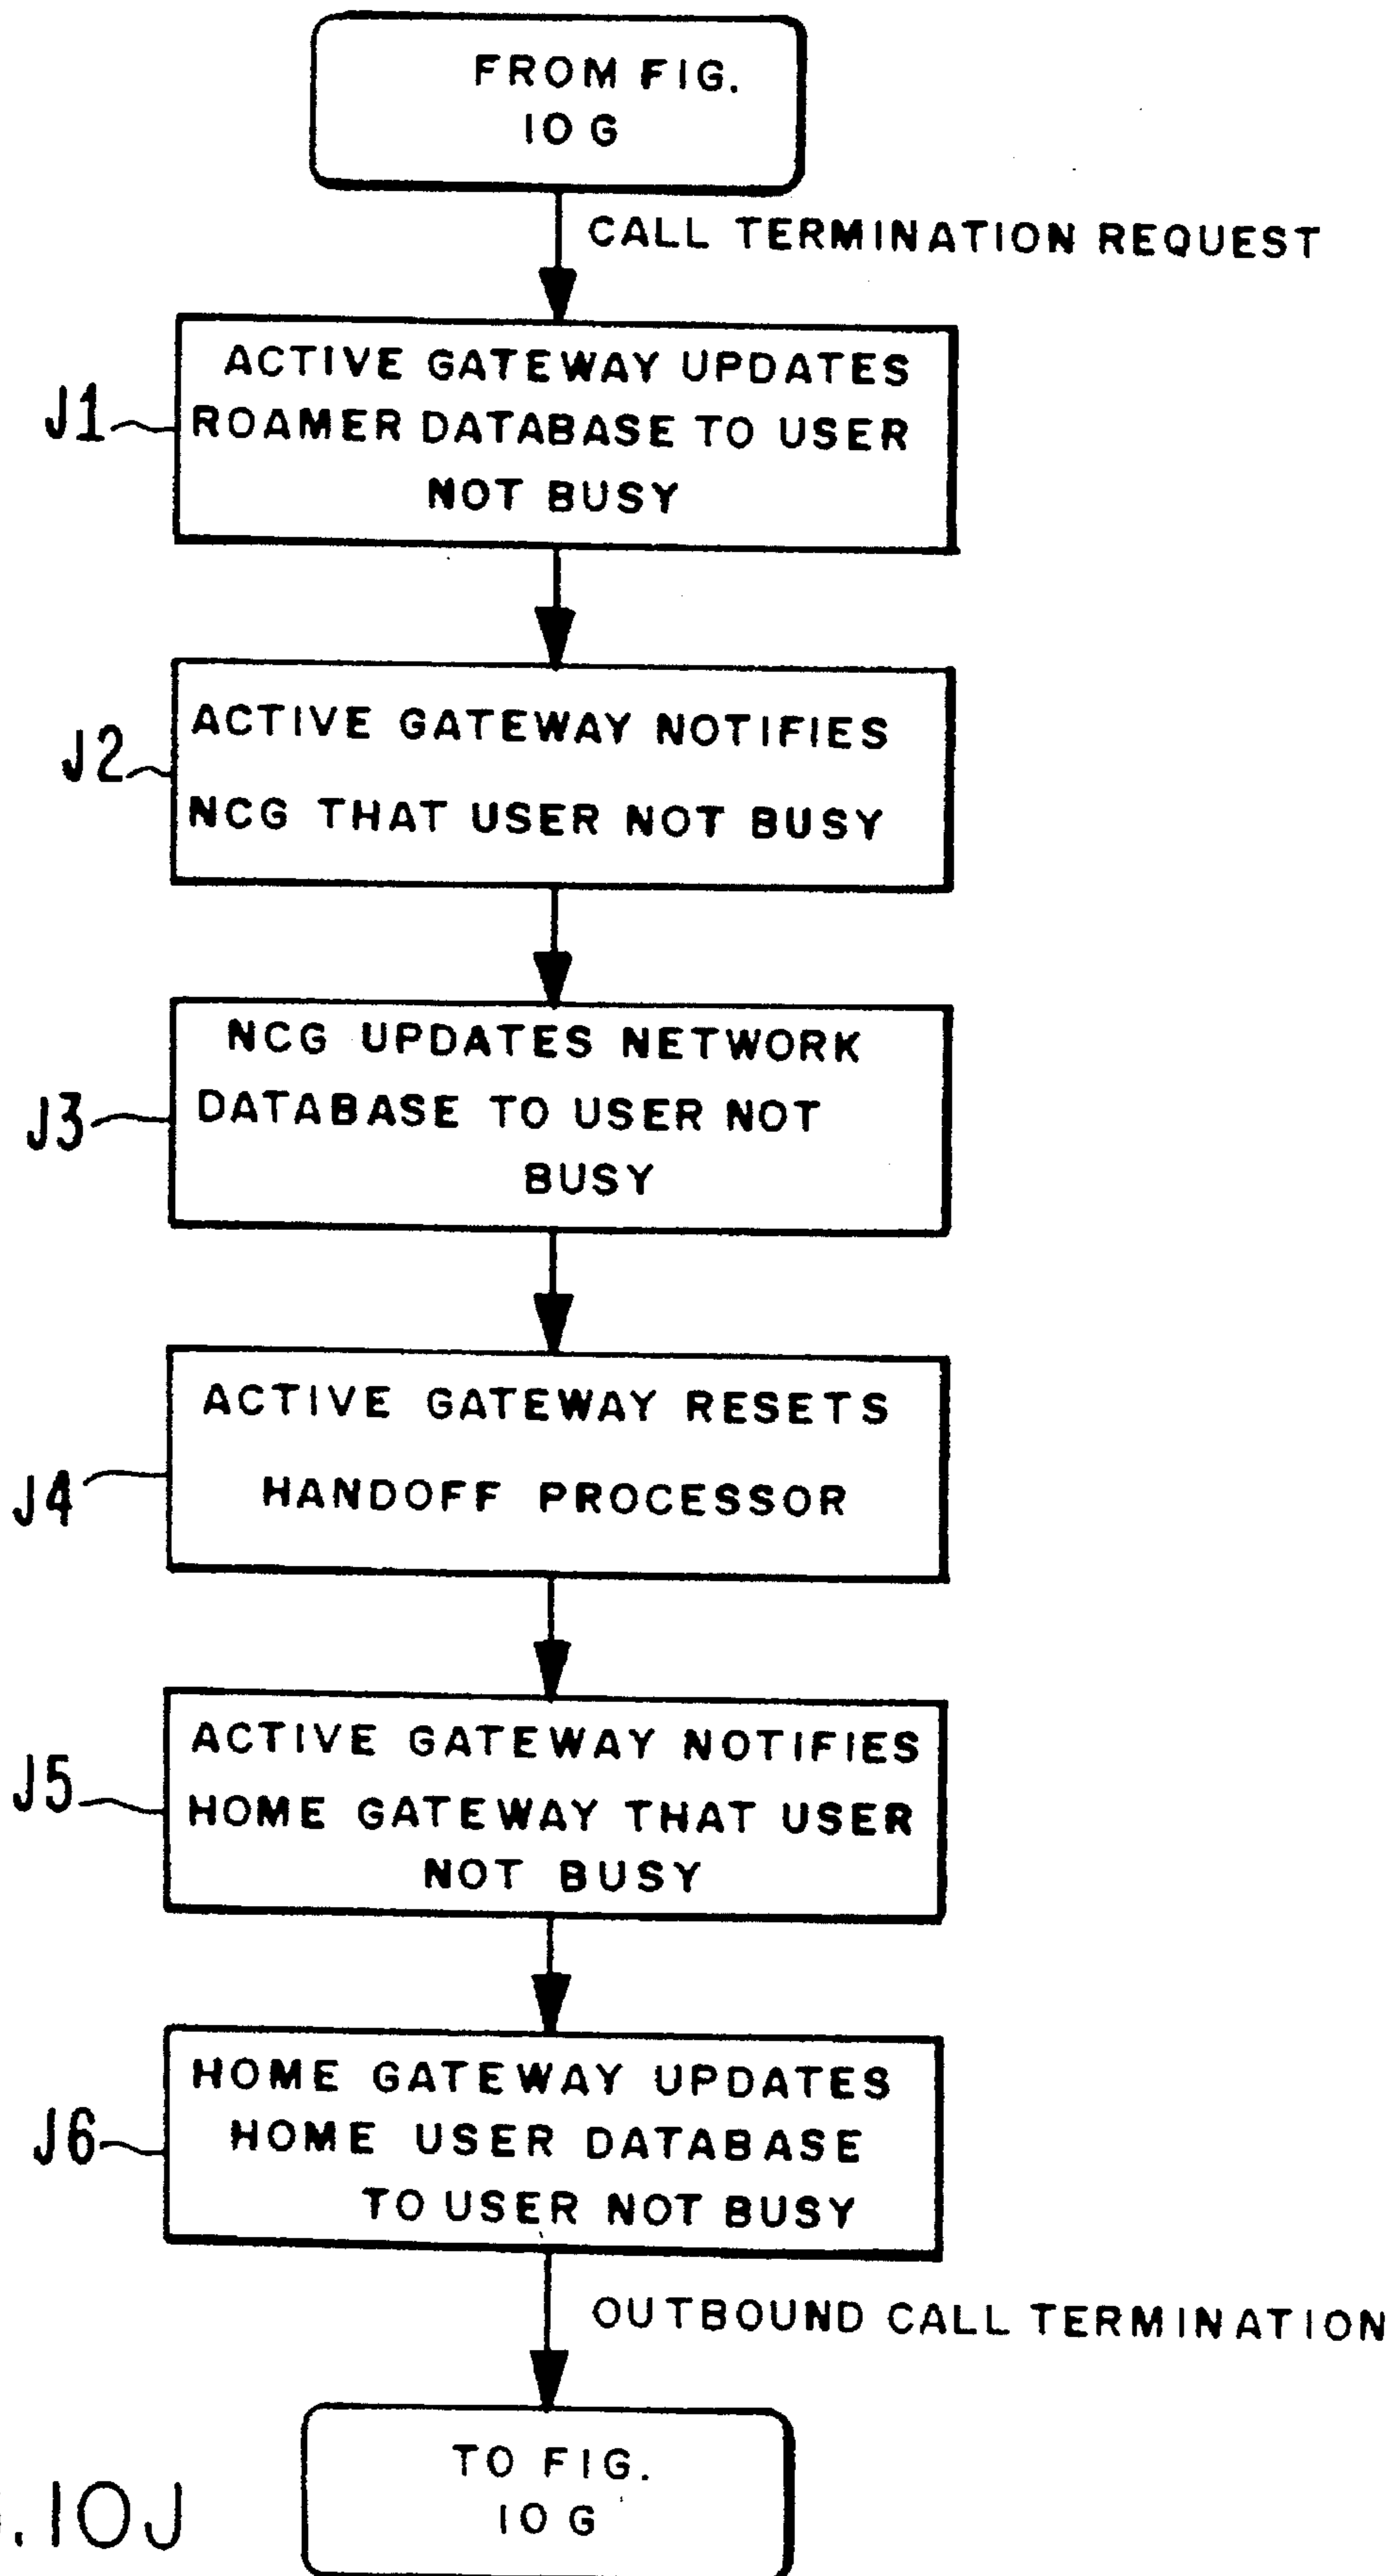 FROM FIG.
10 G
CALL TERMINATION REQUEST
J1
ACTIVE GATEWAY UPDATES
ROAMER DATABASE TO USER
NOT BUSY
J2
ACTIVE GATEWAY NOTIFIES
NCG THAT USER NOT BUSY
J3
NCG UPDATES NETWORK
DATABASE TO USER NOT
BUSY
J4
ACTIVE GATEWAY RESETS
HANDOFF PROCESSOR
J5
ACTIVE GATEWAY NOTIFIES
HOME GATEWAY THAT USER
NOT BUSY
J6
HOME GATEWAY UPDATES
HOME USER DATABASE
TO USER NOT BUSY
OUTBOUND CALL TERMINATION
TO FIG.
10 G
.10J